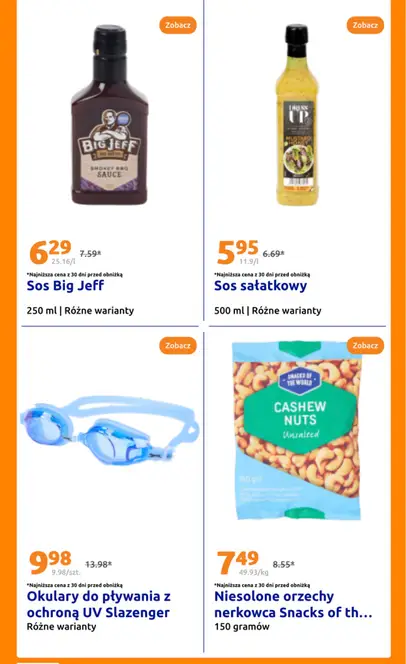 Zobacz
BIG JEFF
SMOKEY BBQ
SAUCE
6.29 7.59*
25.16/l
*Najniższa cena z 30 dni przed obniżką
Sos Big Jeff
250 ml | Różne warianty
Zobacz
DRESS
UP
MUSTARD
5.95 6.69*
11.9/l
*Najniższa cena z 30 dni przed obniżką
Sos sałatkowy
500 ml | Różne warianty
Zobacz
9.98 13.98*
9.98/szt.
*Najniższa cena z 30 dni przed obniżką
Okulary do pływania z
ochroną UV Slazenger
Różne warianty
Zobacz
SNACKS OF
THE WORLD
CASHEW
NUTS
Unsalted
7.49 8.55*
49.93/kg
*Najniższa cena z 30 dni przed obniżką
Niesolone orzechy
nerkowca Snacks of th...
150 gramów